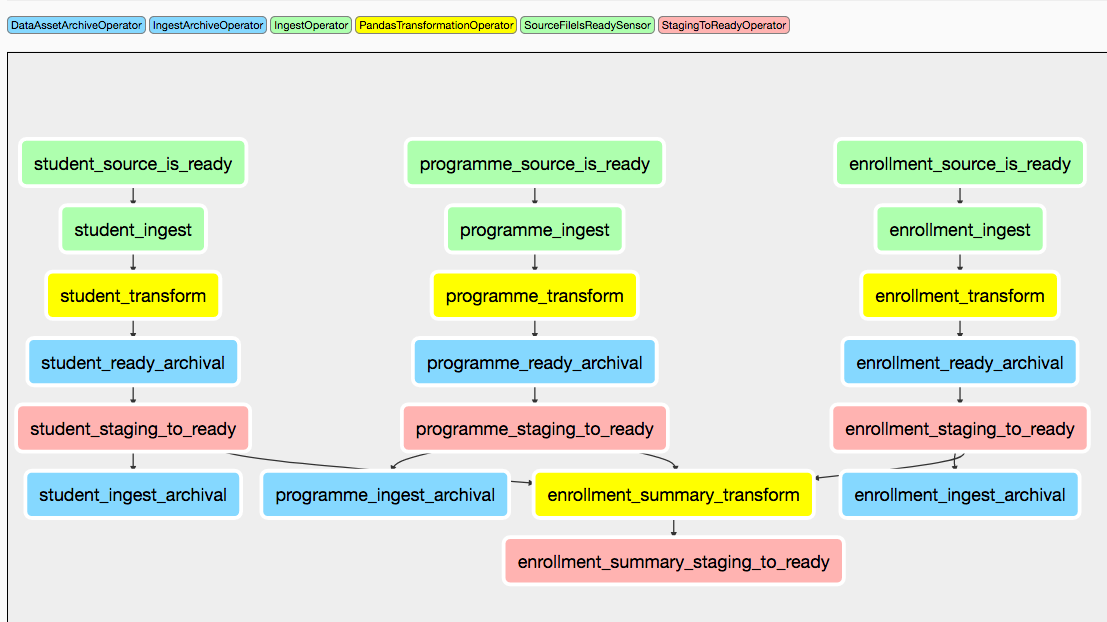 DataAssetArchiveOperator IngestArchiveOperator IngestOperator PandasTransformationOperator SourceFileIsReadySensor StagingToReadyOperator
student_source_is_ready programme_source_is_ready enrollment_source_is_ready
student_ingest programme_ingest enrollment_ingest
student_transform programme_transform enrollment_transform
student_ready_archival programme_ready_archival enrollment_ready_archival
student_staging_to_ready programme_staging_to_ready enrollment_staging_to_ready
student_ingest_archival programme_ingest_archival enrollment_summary_transform enrollment_ingest_archival
enrollment_summary_staging_to_ready